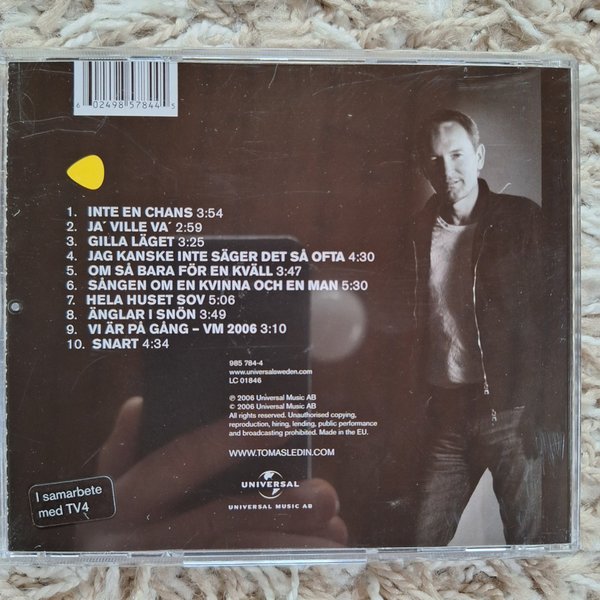 6 02498 57844 5
1. INTE EN CHANS 3:54
2. JA´ VILLE VA´ 2:59
3. GILLA LÄGET 3:25
4. JAG KANSKE INTE SÄGER DET SÅ OFTA 4:30
5. OM SÅ BARA FÖR EN KVÄLL 3:47
6. SÅNGEN OM EN KVINNA OCH EN MAN 5:30
7. HELA HUSET SOV 5:06
8. ÄNGLAR I SNÖN 3:49
9. VI ÄR PÅ GÅNG – VM 2006 3:10
10. SNART 4:34
985 784-4
www.universalsweden.com
LC 01846
℗ 2006 Universal Music AB
© 2006 Universal Music AB
All rights reserved. Unauthorised copying,
reproduction, hiring, lending, public performance
and broadcasting prohibited. Made in the EU.
WWW.TOMASLEDIN.COM
UNIVERSAL
UNIVERSAL MUSIC AB
I samarbete
med TV4